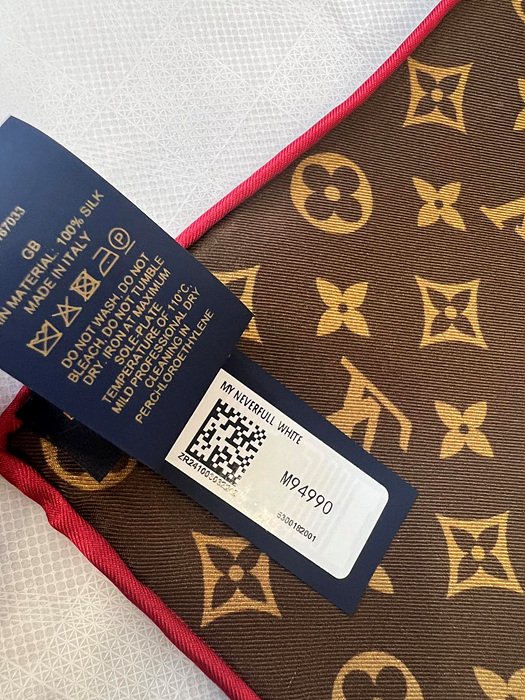 GB
MATERIAL: 100% SILK
MADE IN ITALY
DO NOT WASH, DO NOT
BLEACH, DO NOT TUMBLE
DRY. IRON AT MAXIMUM
SOLE-PLATE
TEMPERATURE OF 110°C,
MILD PROFESSIONAL DRY
CLEANING IN
PERCHLOROETHYLENE
MY NEVERFULL WHITE
M94990
6300182001